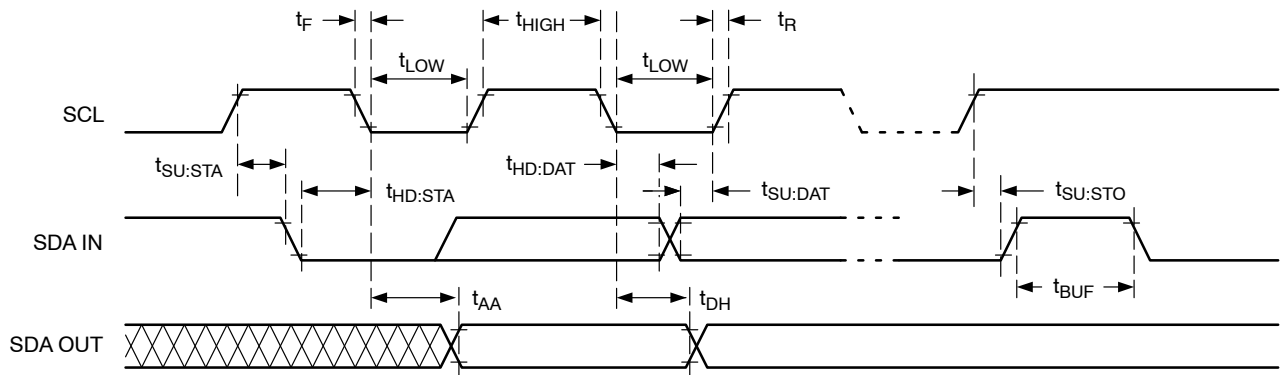 tF
tHIGH
tR
tLOW
tLOW
SCL
tSU:STA
tHD:STA
tHD:DAT
tSU:DAT
tSU:STO
SDA IN
tBUF
tAA
tDH
SDA OUT